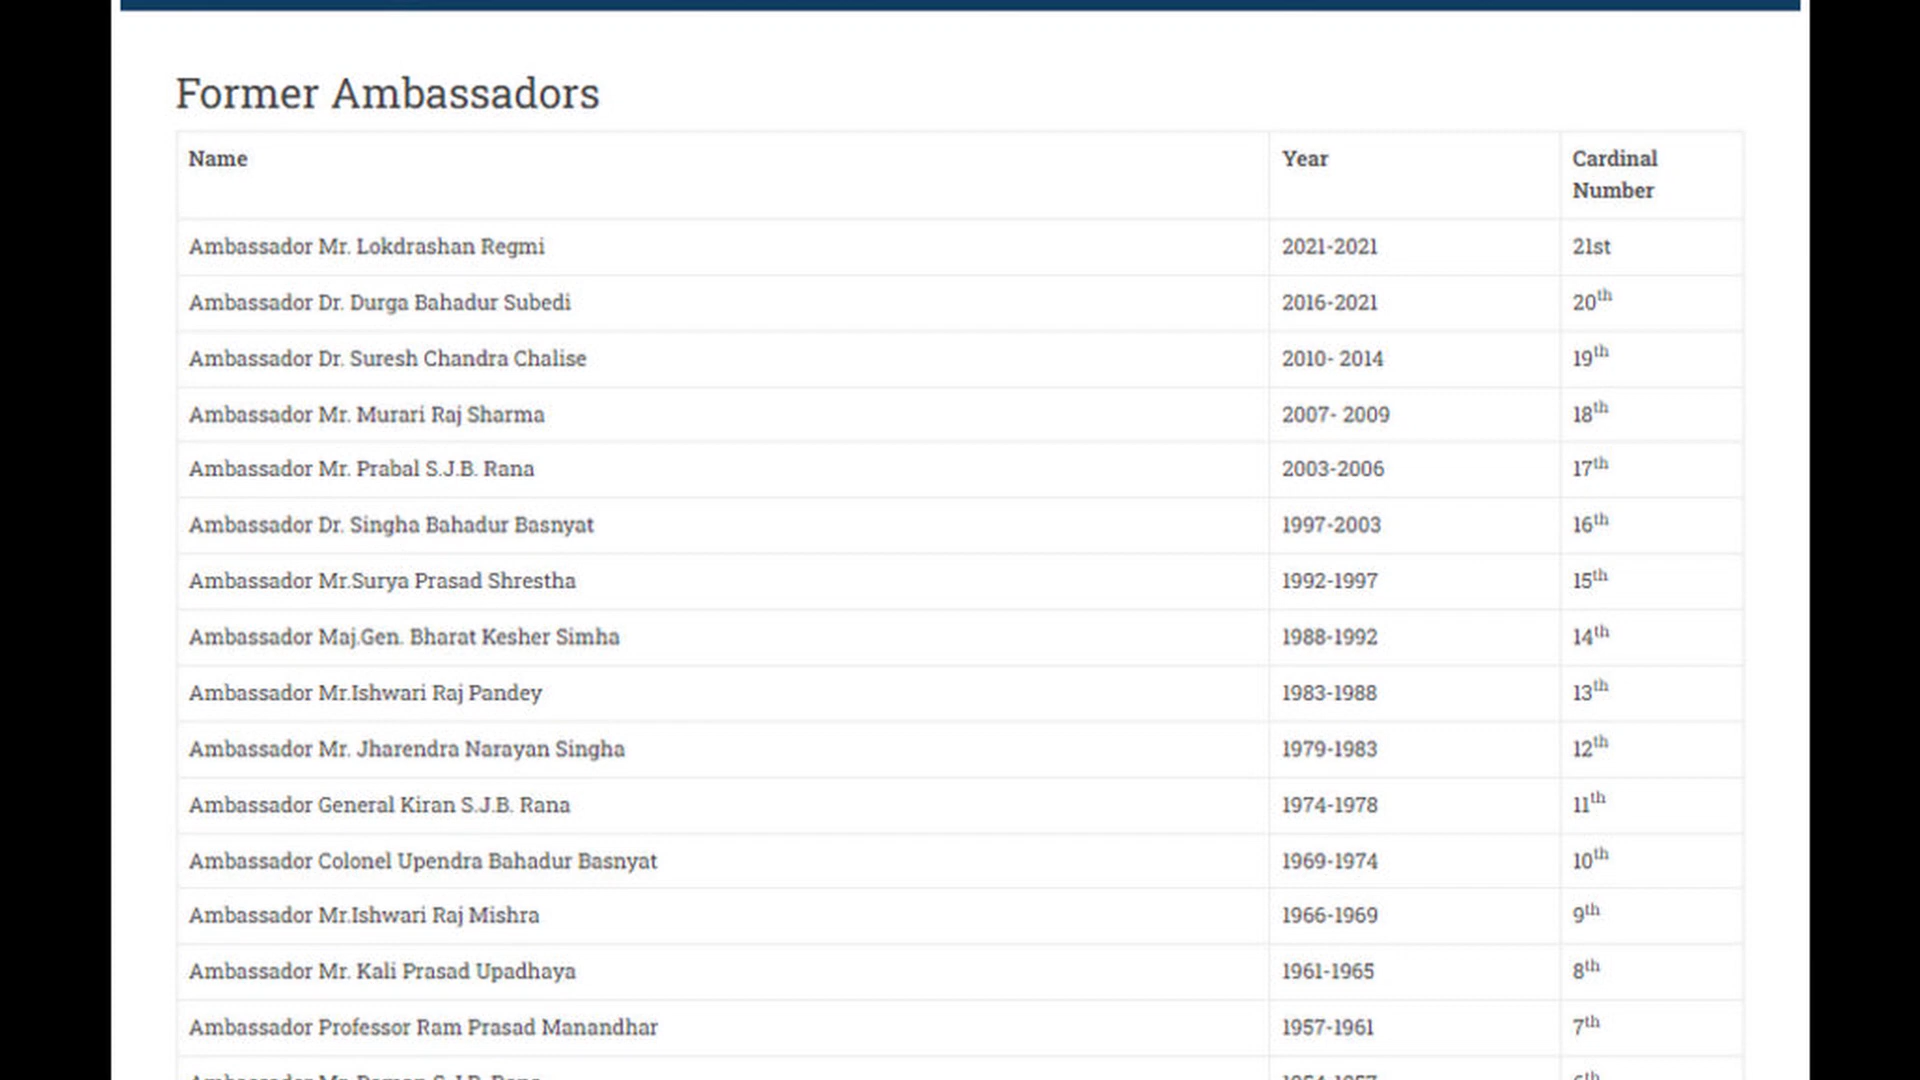 Former Ambassadors
Name Year Cardinal
Number
Ambassador Mr. Lokdrashan Regmi 2021-2021 21st
Ambassador Dr. Durga Bahadur Subedi 2016-2021 20th
Ambassador Dr. Suresh Chandra Chalise 2010- 2014 19th
Ambassador Mr. Murari Raj Sharma 2007- 2009 18th
Ambassador Mr. Prabal S.J.B. Rana 2003-2006 17th
Ambassador Dr. Singha Bahadur Basnyat 1997-2003 16th
Ambassador Mr.Surya Prasad Shrestha 1992-1997 15th
Ambassador Maj.Gen. Bharat Kesher Simha 1988-1992 14th
Ambassador Mr.Ishwari Raj Pandey 1983-1988 13th
Ambassador Mr. Jharendra Narayan Singha 1979-1983 12th
Ambassador General Kiran S.J.B. Rana 1974-1978 11th
Ambassador Colonel Upendra Bahadur Basnyat 1969-1974 10th
Ambassador Mr.Ishwari Raj Mishra 1966-1969 9th
Ambassador Mr. Kali Prasad Upadhaya 1961-1965 8th
Ambassador Professor Ram Prasad Manandhar 1957-1961 7th